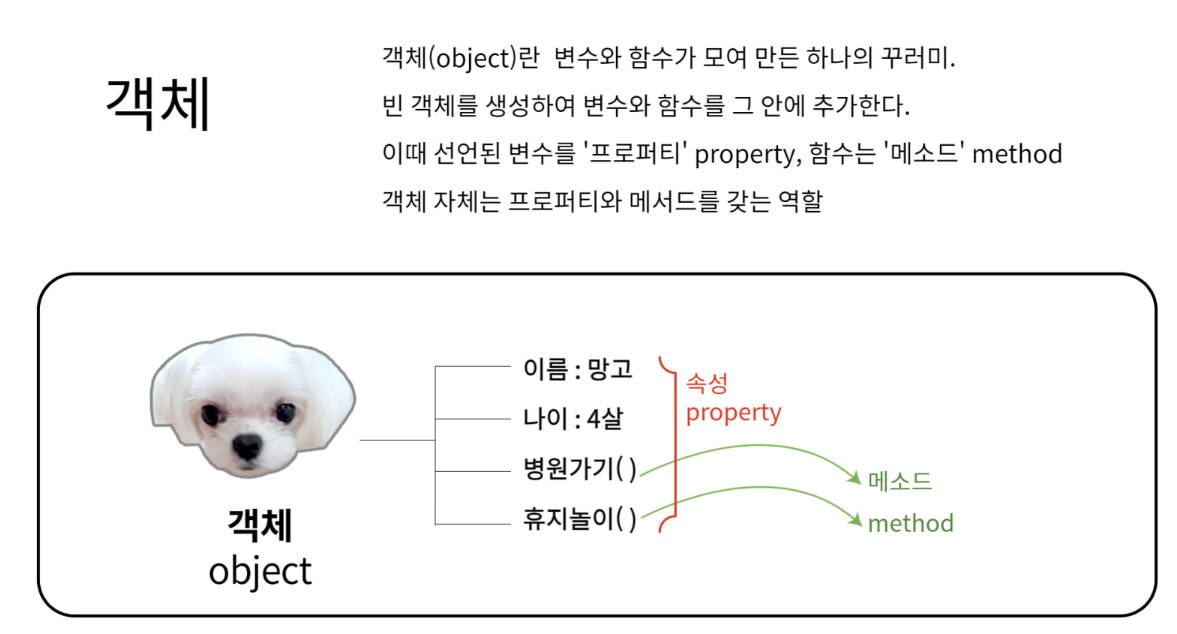 객체
객체(object)란 변수와 함수가 모여 만든 하나의 꾸러미.
빈 객체를 생성하여 변수와 함수를 그 안에 추가한다.
이때 선언된 변수를 '프로퍼티' property, 함수는 '메소드' method
객체 자체는 프로퍼티와 메서드를 갖는 역할
이름 : 망고
나이 : 4살
병원가기( )
휴지놀이( )
속성
property
메소드
method
객체
object